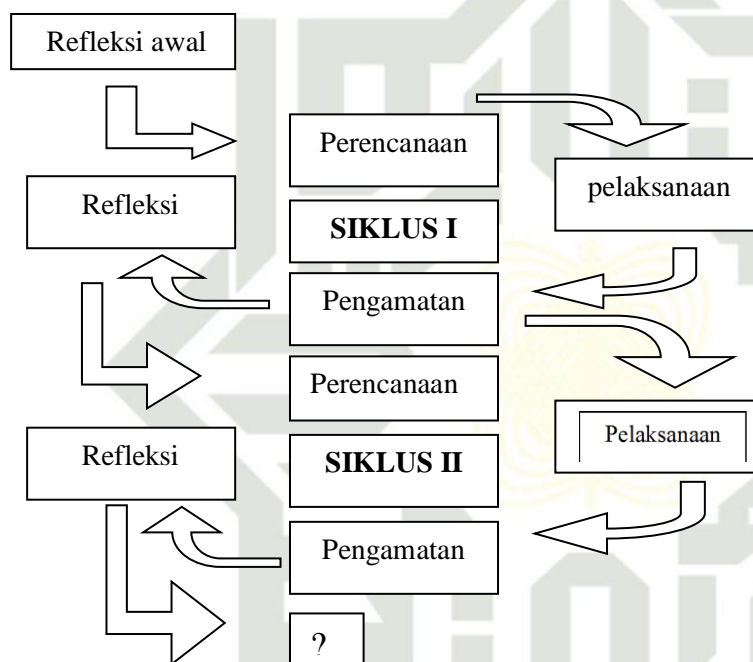 Refleksi awal
Perencanaan
pelaksanaan
Refleksi
SIKLUS I
Pengamatan
Perencanaan
Pelaksanaan
Refleksi
SIKLUS II
Pengamatan
?